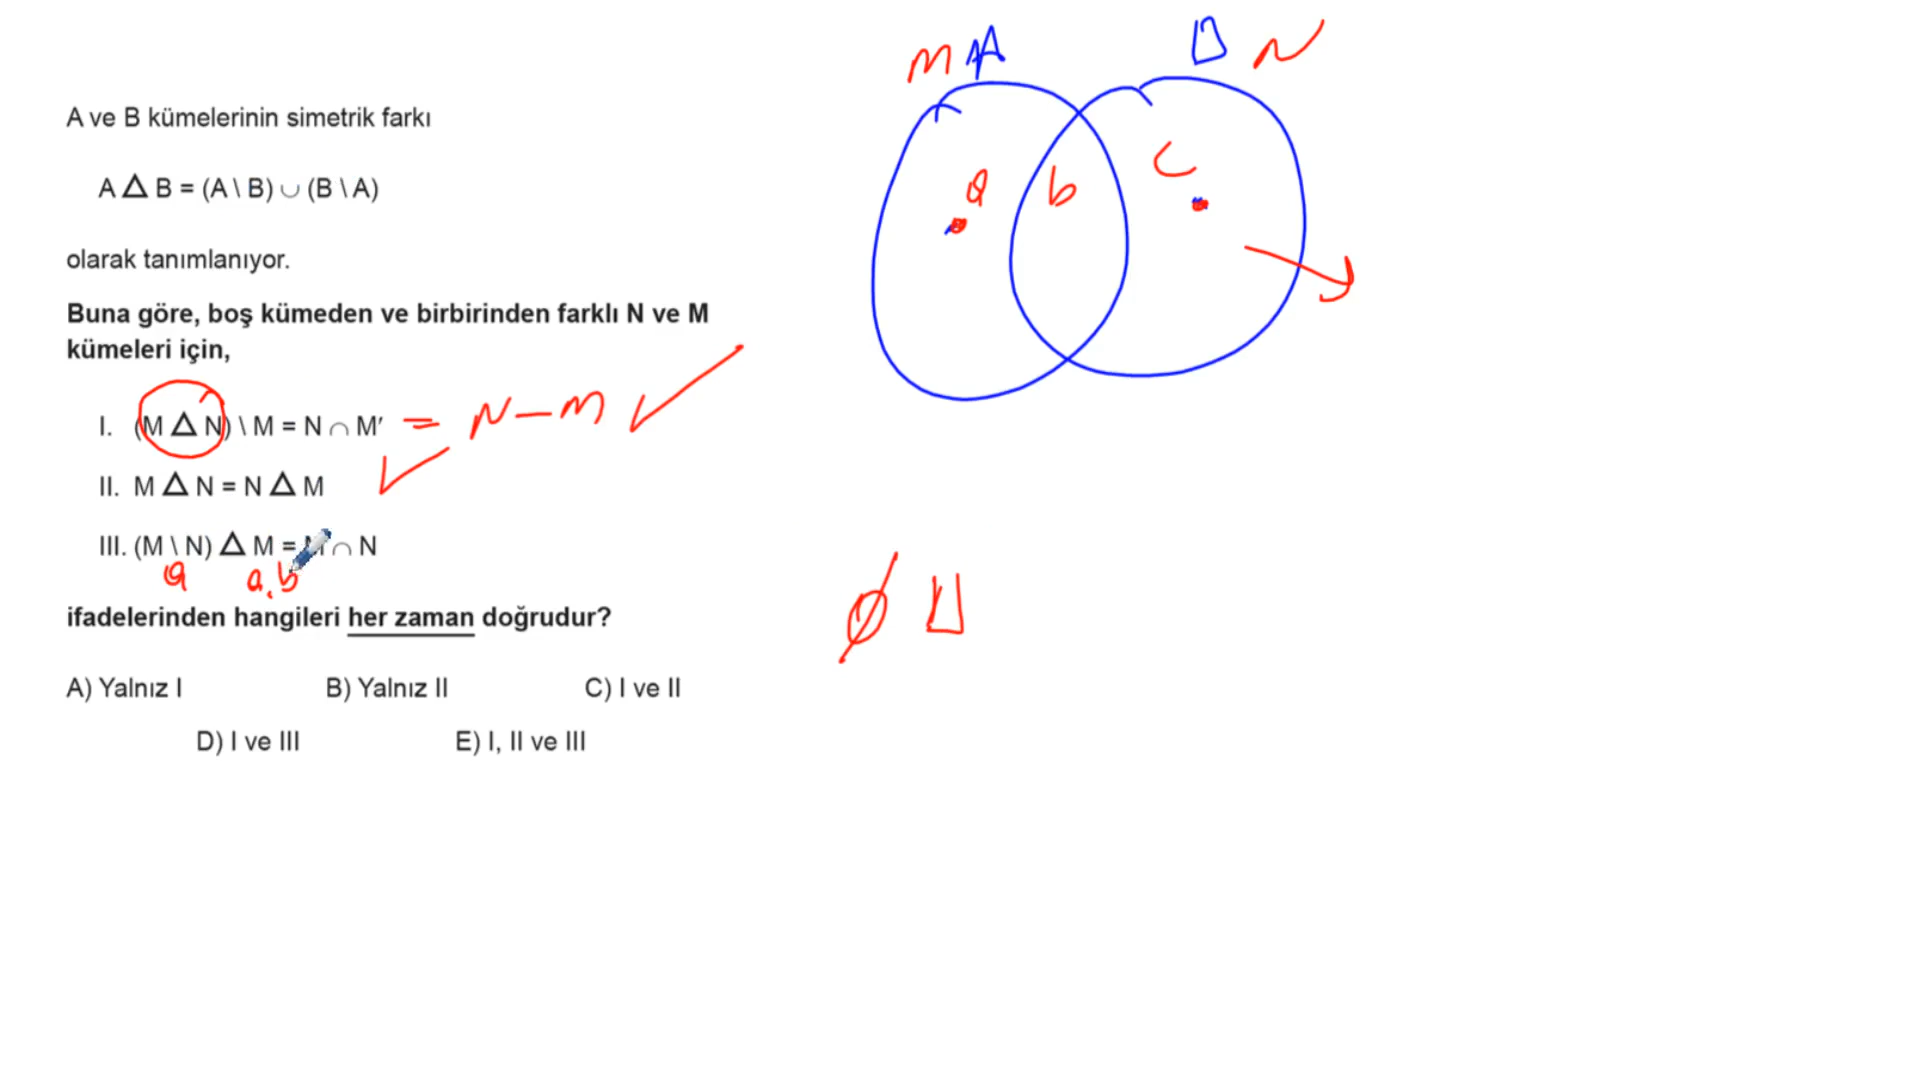 A ve B kümelerinin simetrik farkı
A △ B = (A \ B) ∪ (B \ A)
olarak tanımlanıyor.
Buna göre, boş kümeden ve birbirinden farklı N ve M
kümeleri için,
I. (M △ N) \ M = N ∩ M' = N - M
II. M △ N = N △ M
III. (M \ N) △ M = M ∩ N
a a, b
ifadelerinden hangileri her zaman doğrudur?
A) Yalnız I B) Yalnız II C) I ve II
D) I ve III E) I, II ve III
M A N
a b c
∅